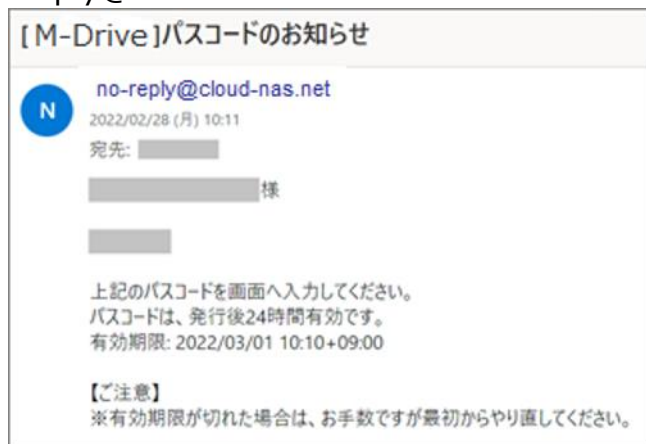 [M-Drive]パスコードのお知らせ
N
no-reply@cloud-nas.net
2022/02/28 (月) 10:11
宛先:
様
上記のパスコードを画面へ入力してください。
パスコードは、発行後24時間有効です。
有効期限: 2022/03/01 10:10+09:00
【ご注意】
※有効期限が切れた場合は、お手数ですが最初からやり直してください。